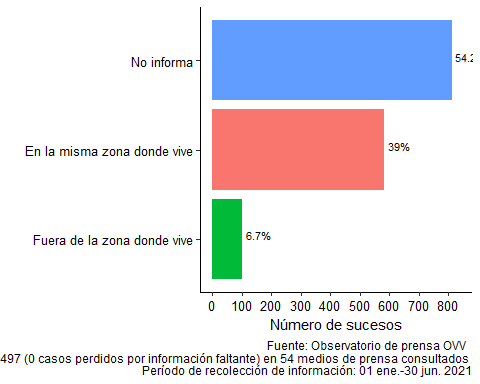 No informa
54.2
En la misma zona donde vive
39%
Fuera de la zona donde vive
6.7%
0 100 200 300 400 500 600 700 800
Número de sucesos
Fuente: Observatorio de prensa OVV
497 (0 casos perdidos por información faltante) en 54 medios de prensa consultados
Período de recolección de información: 01 ene.-30 jun. 2021